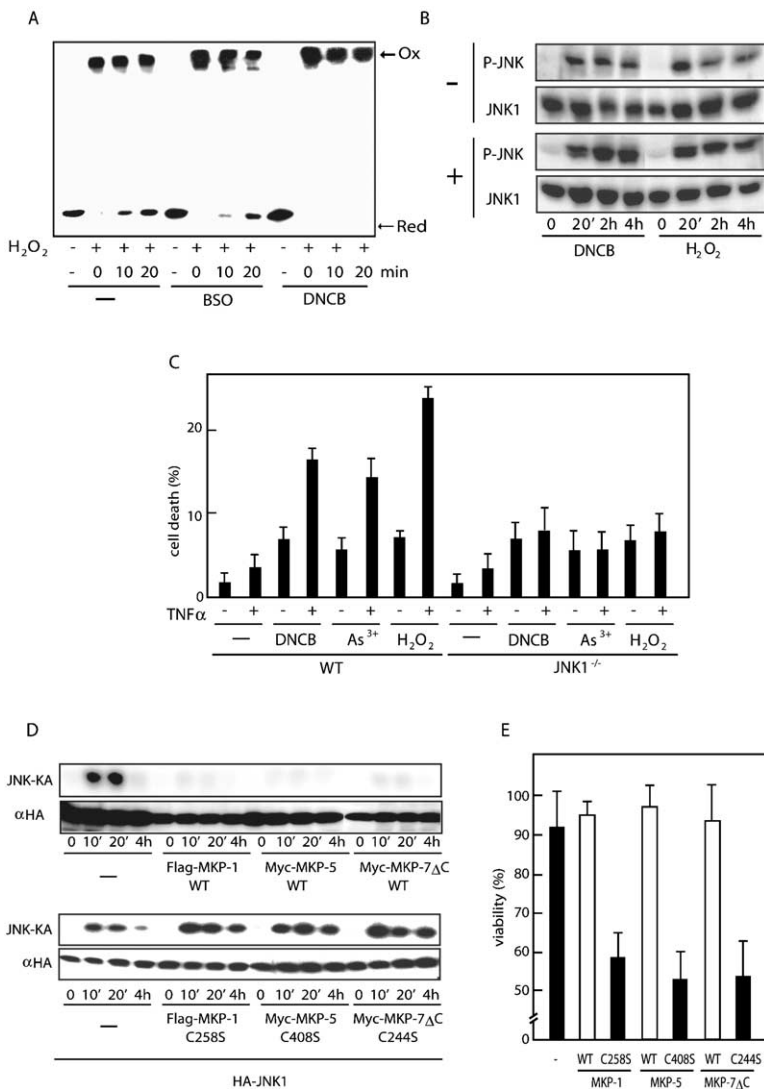 A
←Ox
←Red
H2O2 - + + + - + + + - + + +
- 0 10 20 - 0 10 20 - 0 10 20 min
— BSO DNCB
B
- P-JNK
JNK1
+ P-JNK
JNK1
0 20' 2h 4h 0 20' 2h 4h
DNCB H2O2
C
cell death (%)
20
10
0
TNFα - + - + - + - + - + - + - + - +
— DNCB As3+ H2O2 — DNCB As3+ H2O2
WT JNK1-/-
D
JNK-KA
αHA
0 10' 20' 4h 0 10' 20' 4h 0 10' 20' 4h 0 10' 20' 4h
— Flag-MKP-1 Myc-MKP-5 Myc-MKP-7ΔC
WT WT WT
JNK-KA
αHA
0 10' 20' 4h 0 10' 20' 4h 0 10' 20' 4h 0 10' 20' 4h
— Flag-MKP-1 Myc-MKP-5 Myc-MKP-7ΔC
C258S C408S C244S
HA-JNK1
E
viability (%)
100
90
80
70
60
50
0
- WT C258S WT C408S WT C244S
MKP-1 MKP-5 MKP-7ΔC